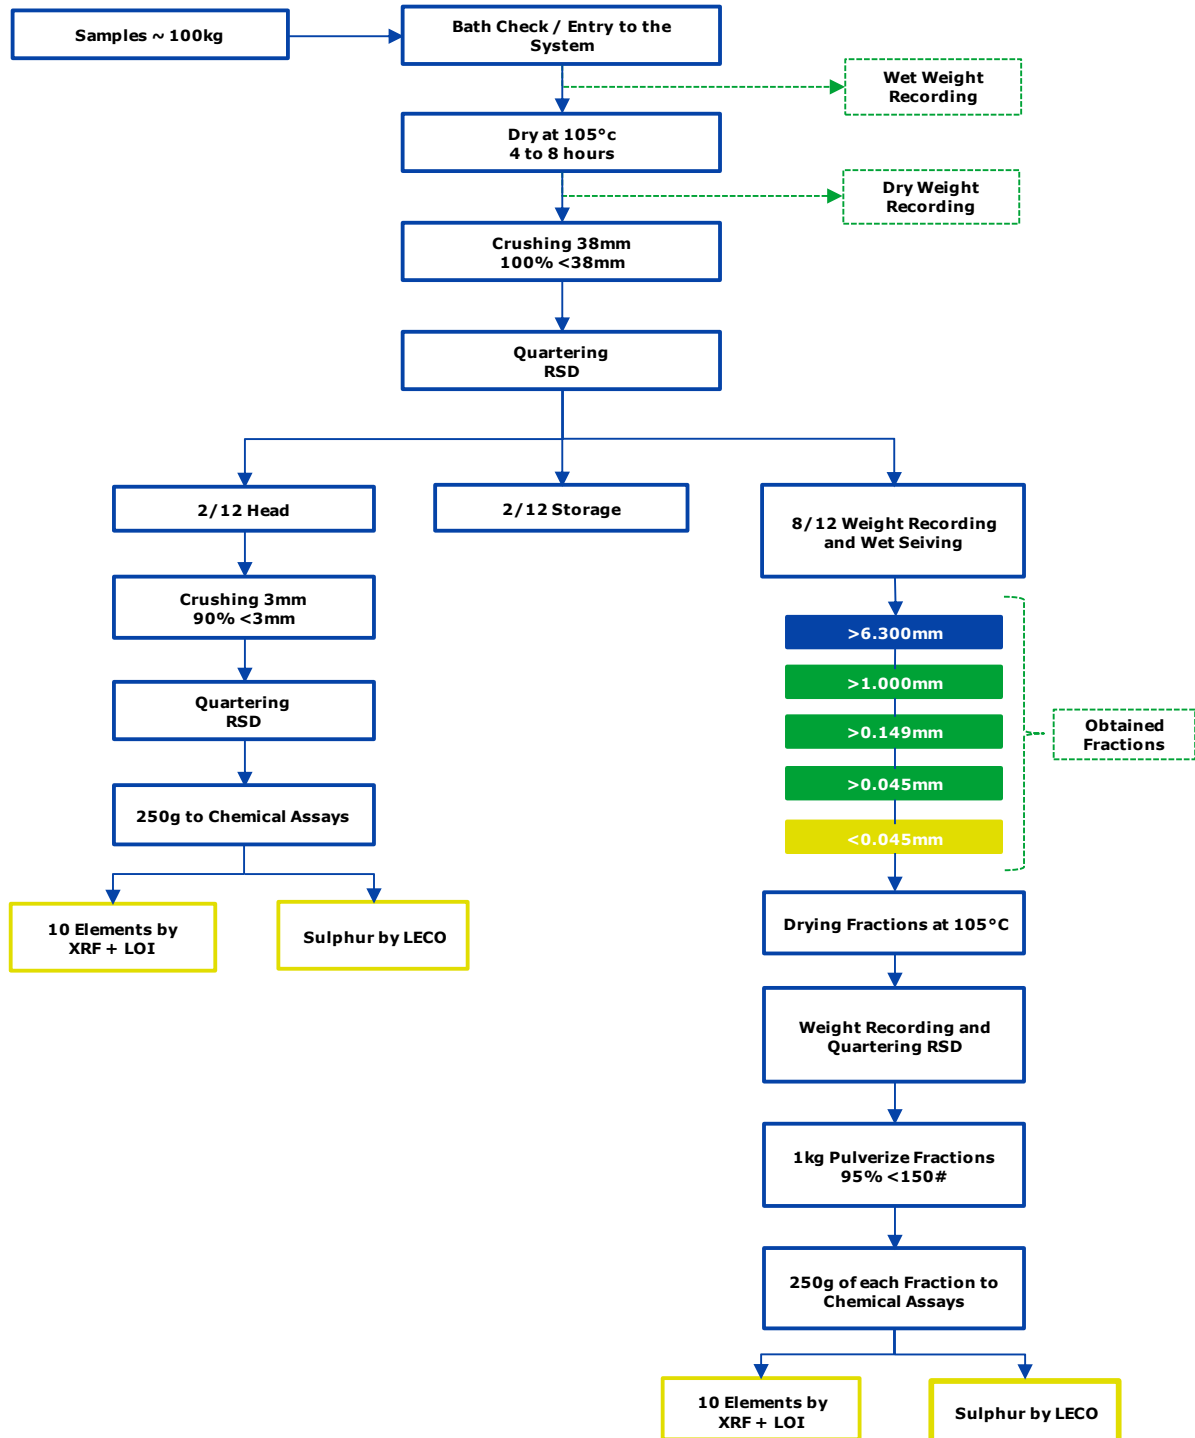 Samples ~ 100kg
Bath Check / Entry to the
System
Wet Weight
Recording
Dry at 105°c
4 to 8 hours
Dry Weight
Recording
Crushing 38mm
100% <38mm
Quartering
RSD
2/12 Head
2/12 Storage
8/12 Weight Recording
and Wet Seiving
Crushing 3mm
90% <3mm
Quartering
RSD
250g to Chemical Assays
10 Elements by
XRF + LOI
Sulphur by LECO
>6.300mm
>1.000mm
>0.149mm
>0.045mm
<0.045mm
Obtained
Fractions
Drying Fractions at 105°C
Weight Recording and
Quartering RSD
1kg Pulverize Fractions
95% <150#
250g of each Fraction to
Chemical Assays
10 Elements by
XRF + LOI
Sulphur by LECO